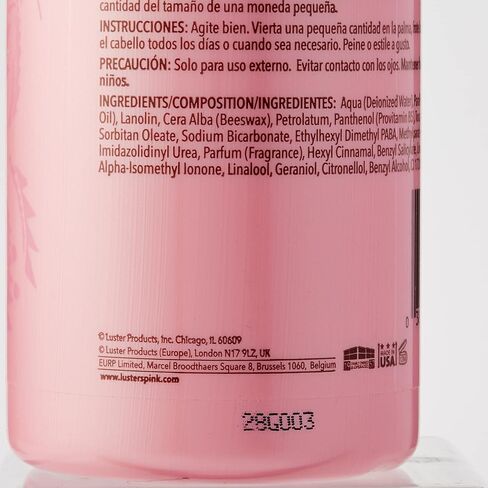 cantidad del tamaño de una moneda pequeña.
INSTRUCCIONES: Agite bien. Vierta una pequeña cantidad en la palma,
el cabello todos los días o cuando sea necesario. Peine o estile a gusto.
PRECAUCIÓN: Solo para uso externo. Evitar contacto con los ojos.
niños.
INGREDIENTS/COMPOSITION/INGREDIENTES: Aqua (Deionized Water),
Oil), Lanolin, Cera Alba (Beeswax), Petrolatum, Panthenol (Provitamin B5),
Sorbitan Oleate, Sodium Bicarbonate, Ethylhexyl Dimethyl PABA,
Imidazolidinyl Urea, Parfum (Fragrance), Hexyl Cinnamal, Benzyl
Alpha-Isomethyl Ionone, Linalool, Geraniol, Citronellol, Benzyl Alcohol,
0
© Luster Products, Inc. Chicago, IL 60609
© Luster Products (Europe), London N17 9LZ, UK
EURP Limited, Marcel Broodthaers Square 8, Brussels 1060, Belgium
www.lusterspink.com
MADE IN
USA
28G003